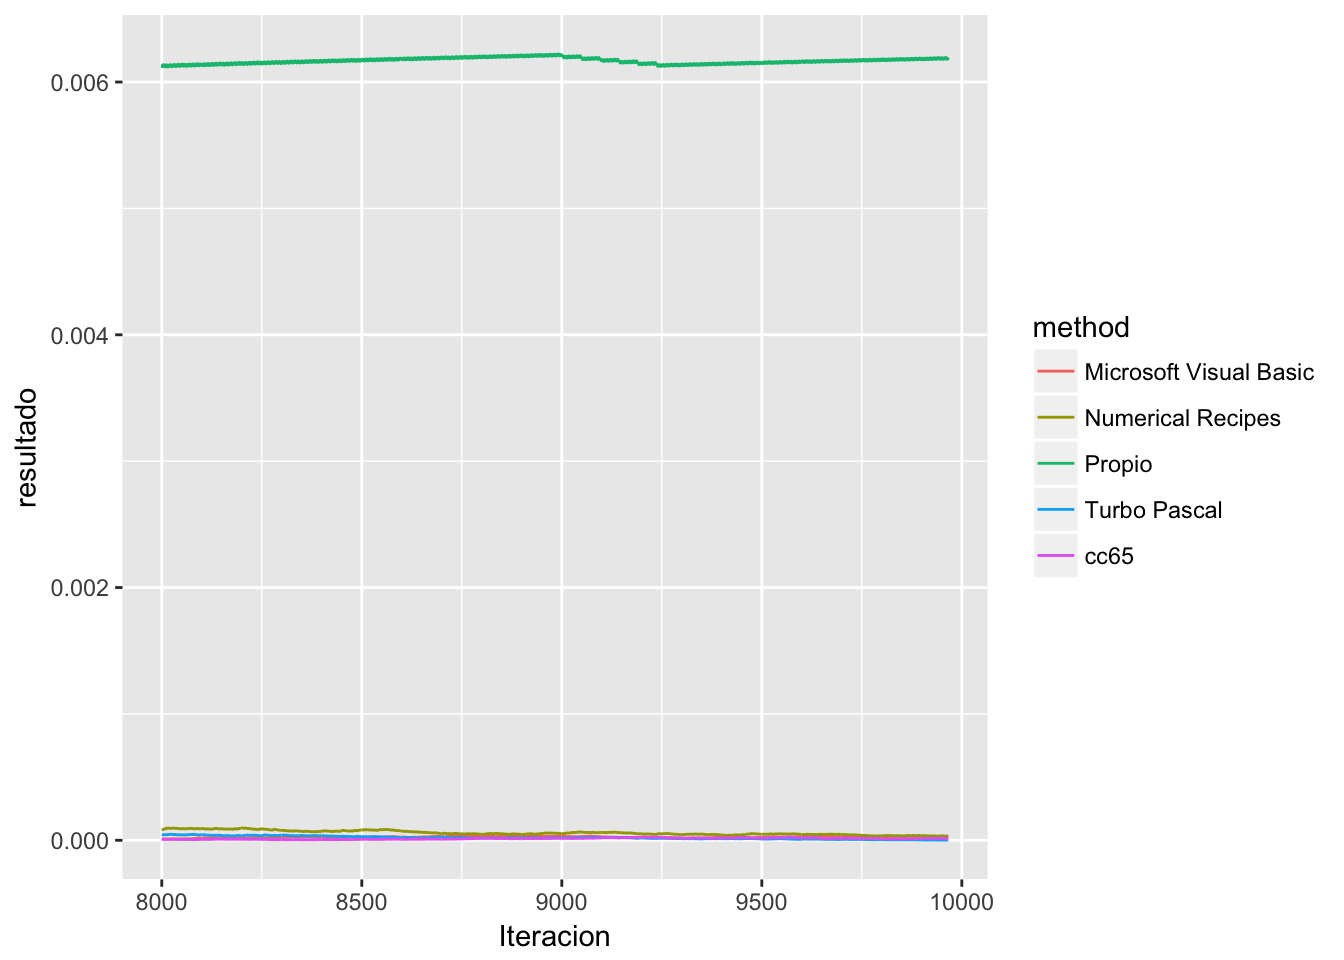 0.006
0.004
0.002
0.000
resultado
8000
8500
9000
9500
10000
Iteracion
method
Microsoft Visual Basic
Numerical Recipes
Propio
Turbo Pascal
cc65